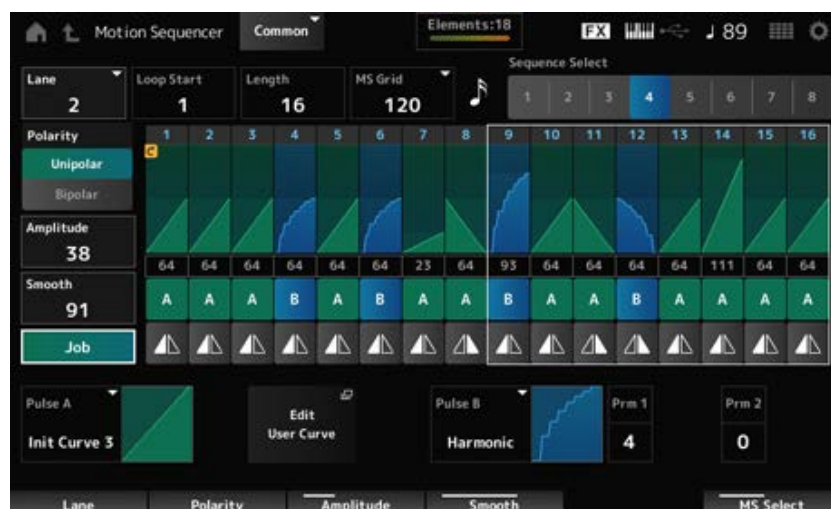 Motion Sequencer Common Elements:18 FX ♩ 89
Sequence Select
Lane Loop Start Length MS Grid
2 1 16 120 1 2 3 4 5 6 7 8
Polarity 1 2 3 4 5 6 7 8 9 10 11 12 13 14 15 16
C
Unipolar
Bipolar
Amplitude
38
64 64 64 64 64 64 23 64 93 64 64 64 64 111 64 64
Smooth
91
A A A B A B A A B A A B A A A A
Job
Pulse A Edit Pulse B Prm 1 Prm 2
User Curve
Init Curve 3 Harmonic 4 0
Lane Polarity Amplitude Smooth MS Select